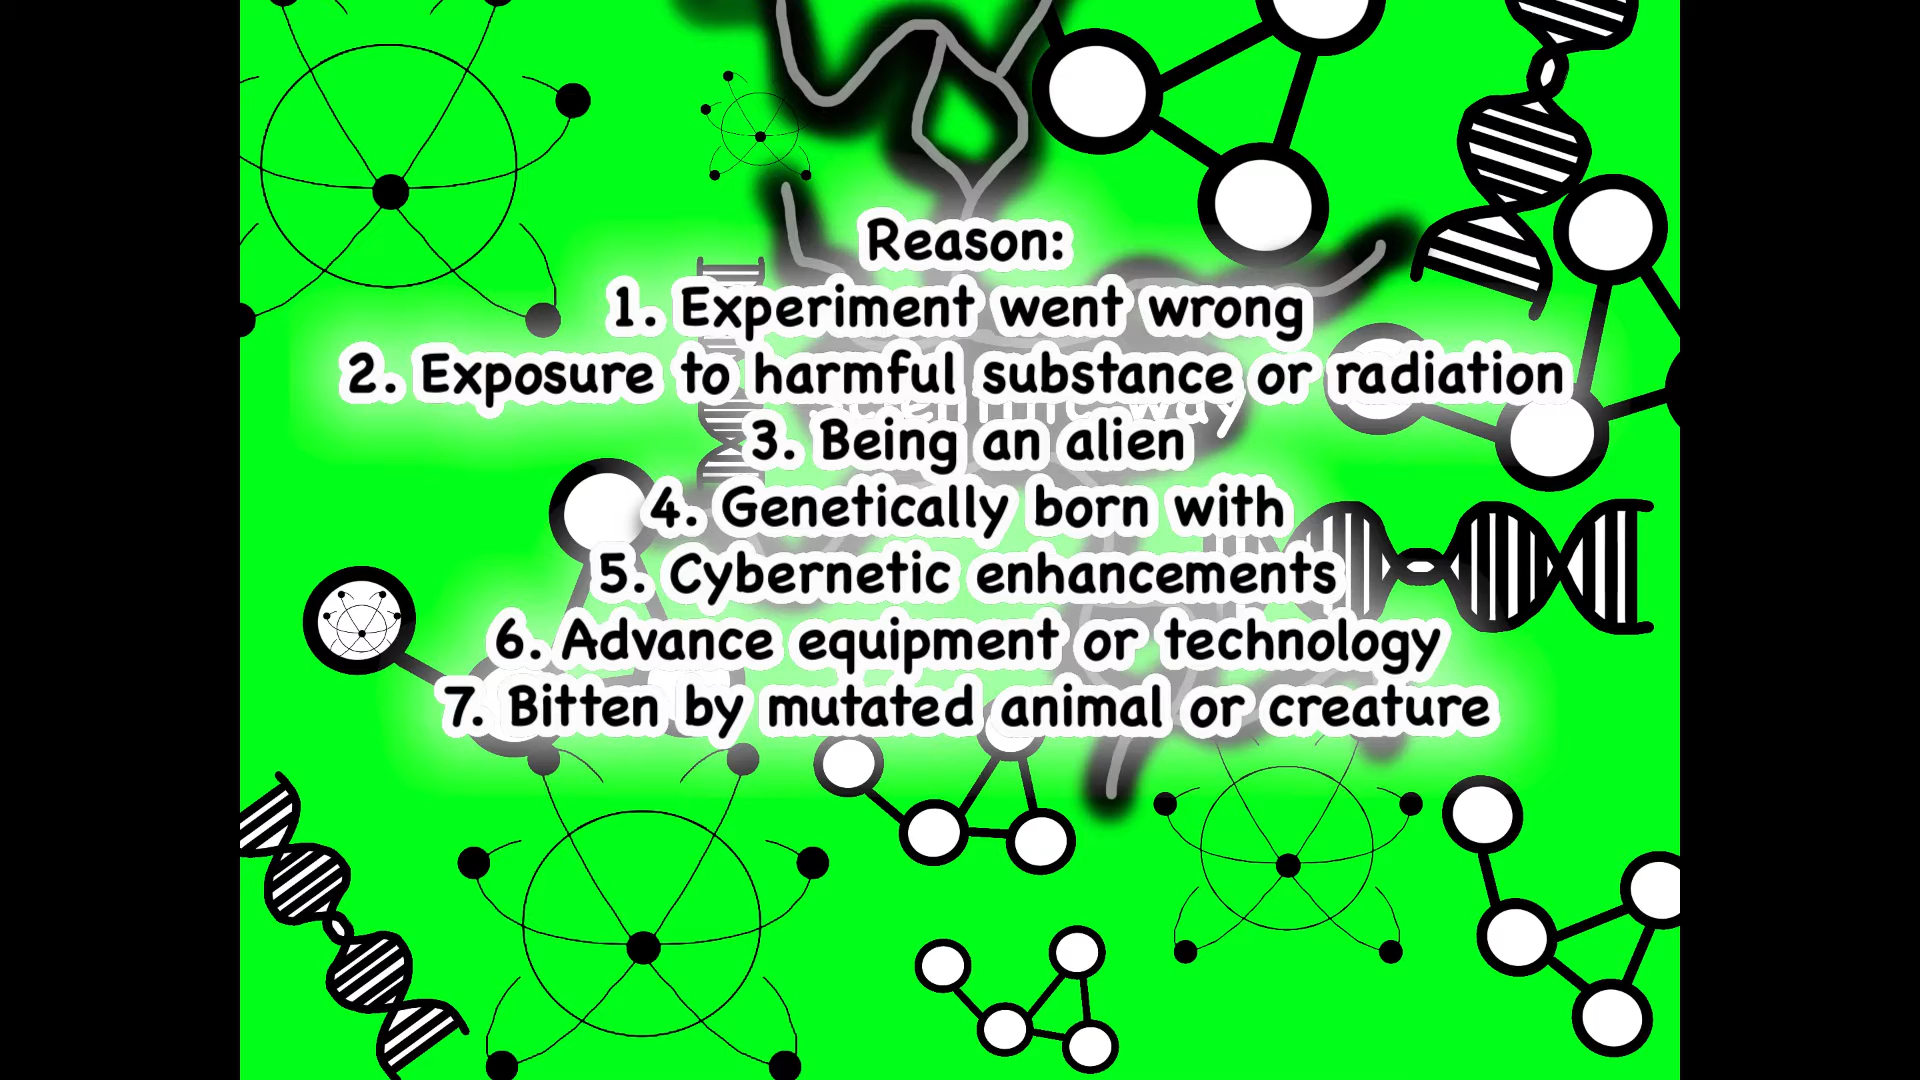 Reason:
1. Experiment went wrong
2. Exposure to harmful substance or radiation
way
3. Being an alien
4. Genetically born with
5. Cybernetic enhancements
6. Advance equipment or technology
7. Bitten by mutated animal or creature